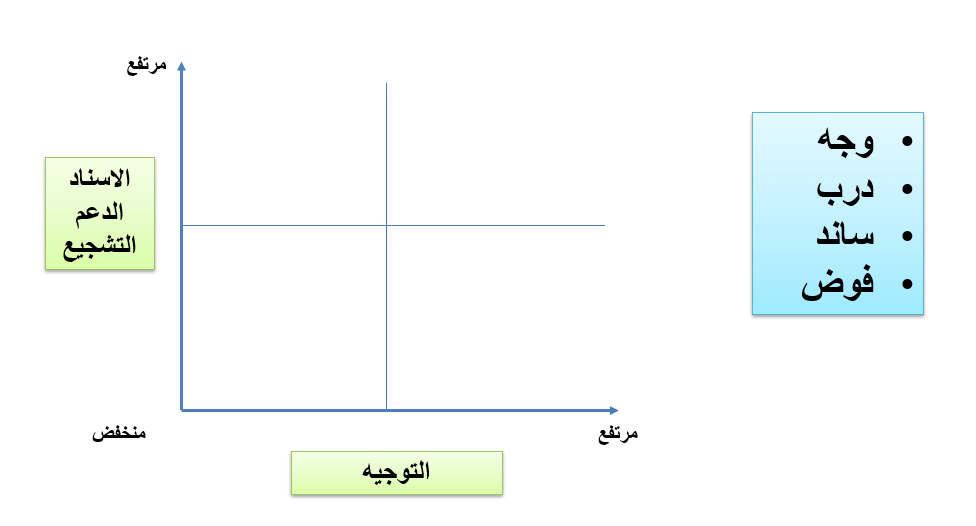 مرتفع
الاسناد
الدعم
التشجيع
• وجه
• درب
• ساند
• فوض
منخفض
مرتفع
التوجيه